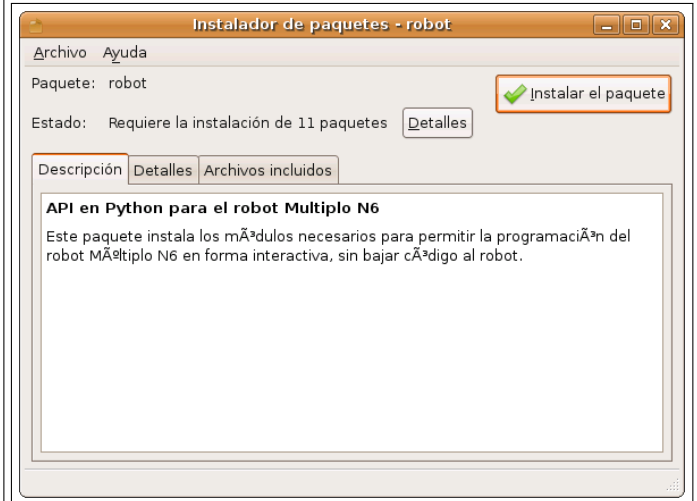 Instalador de paquetes - robot
Archivo Ayuda
Paquete: robot
Instalar el paquete
Estado: Requiere la instalación de 11 paquetes Detalles
Descripción Detalles Archivos incluidos
API en Python para el robot Multiplo N6
Este paquete instala los mÃ³dulos necesarios para permitir la programaciÃ³n del
robot MÃºltiplo N6 en forma interactiva, sin bajar cÃ³digo al robot.